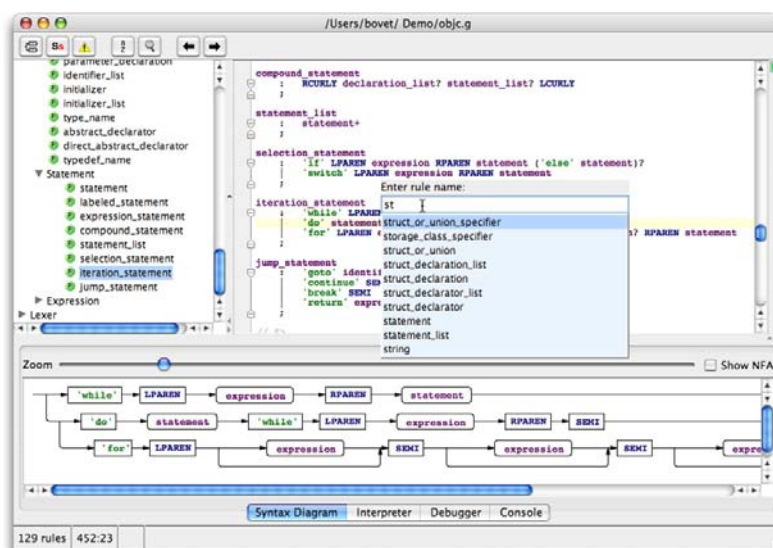 /Users/bovet/ Demo/objc.g
parameter_declaration
identifier_list
initializer
initializer_list
type_name
abstract_declarator
direct_abstract_declarator
typedef_name
Statement
statement
labeled_statement
expression_statement
compound_statement
statement_list
selection_statement
iteration_statement
jump_statement
Expression
Lexer
compound_statement
: RCURLY declaration_list? statement_list? LCURLY
;
statement_list
: statement+
;
selection_statement
: 'if' LPAREN expression RPAREN statement ('else' statement)?
| 'switch' LPAREN expression RPAREN statement
;
iteration_statement
: 'while' LPAREN
| 'do' statement
| 'for' LPAREN ? RPAREN statement
;
jump_statement
: 'goto' identif
| 'continue' SEM
| 'break' SEMI
| 'return' expre
;
Enter rule name:
st
struct_or_union_specifier
storage_class_specifier
struct_or_union
struct_declaration_list
struct_declaration
struct_declarator_list
struct_declarator
statement
statement_list
string
Zoom Show NFA
'while' LPAREN expression RPAREN statement
'do' statement 'while' LPAREN expression RPAREN SEMI
'for' LPAREN expression SEMI expression SEMI expre
Syntax Diagram Interpreter Debugger Console
129 rules 452:23